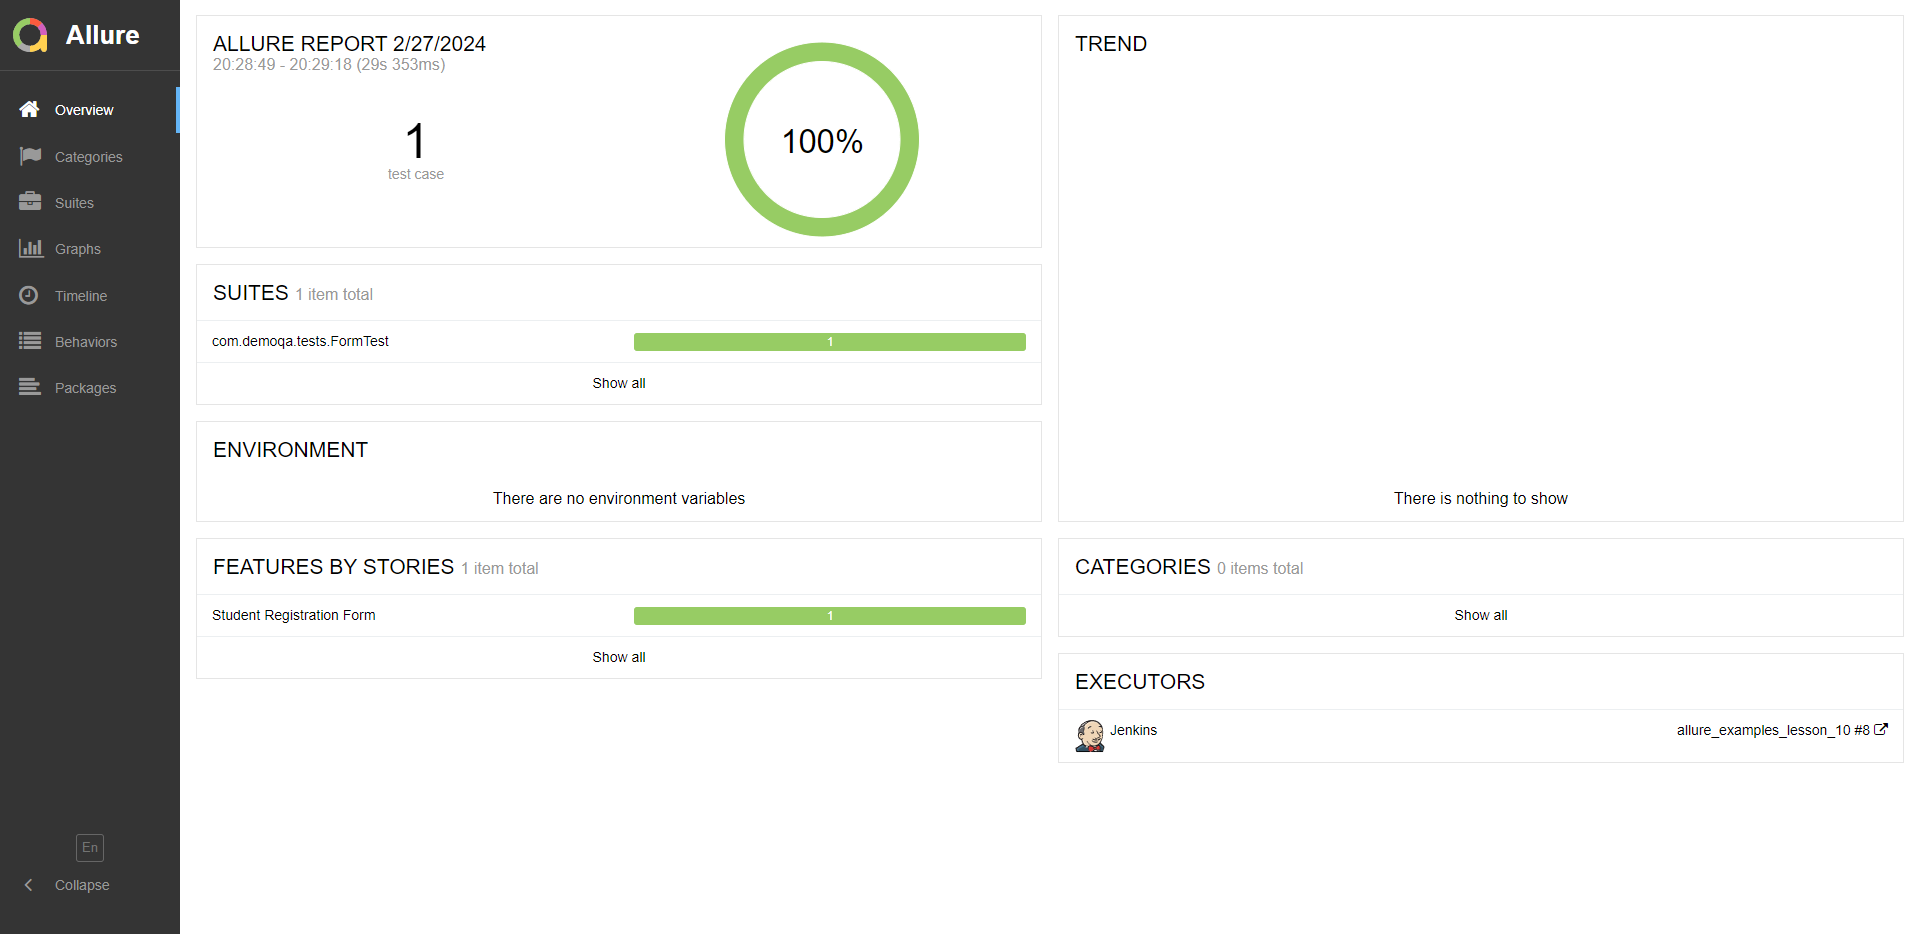 Allure
Overview
Categories
Suites
Graphs
Timeline
Behaviors
Packages
En
Collapse
ALLURE REPORT 2/27/2024
20:28:49 - 20:29:18 (29s 353ms)
1
test case
100%
SUITES 1 item total
com.demoqa.tests.FormTest 1
Show all
ENVIRONMENT
There are no environment variables
FEATURES BY STORIES 1 item total
Student Registration Form 1
Show all
TREND
There is nothing to show
CATEGORIES 0 items total
Show all
EXECUTORS
Jenkins allure_examples_lesson_10 #8